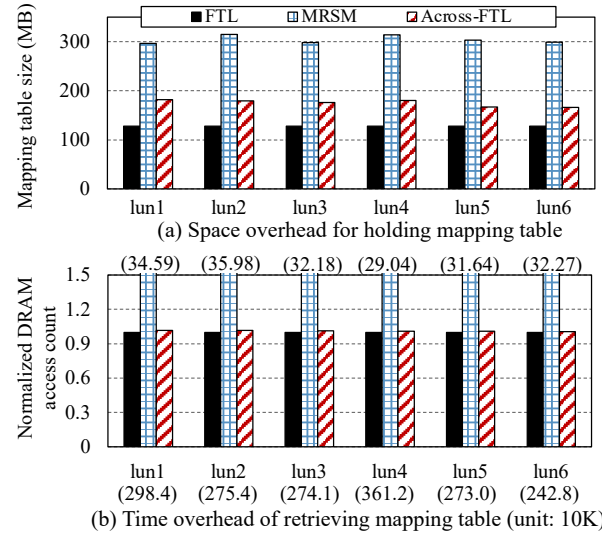 FTL MRSM Across-FTL
Mapping table size (MB)
300
200
100
0
lun1 lun2 lun3 lun4 lun5 lun6
(a) Space overhead for holding mapping table
(34.59) (35.98) (32.18) (29.04) (31.64) (32.27)
Normalized DRAM
access count
1.5
1.2
0.9
0.6
0.3
0
lun1 lun2 lun3 lun4 lun5 lun6
(298.4) (275.4) (274.1) (361.2) (273.0) (242.8)
(b) Time overhead of retrieving mapping table (unit: 10K)